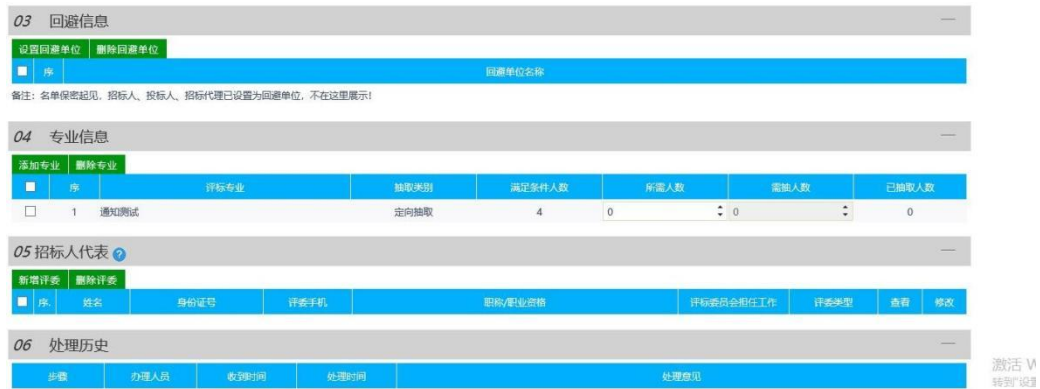 03 回避信息
设置回避单位 删除回避单位
序 回避单位名称
备注：名单保密起见，招标人、投标人、招标代理已设置为回避单位，不在这里展示！
04 专业信息
添加专业 删除专业
序 评标专业 抽取类别 满足条件人数 所需人数 需抽人数 已抽取人数
1 通知测试 定向抽取 4 0 0 0
05 招标人代表 ?
新增评委 删除评委
序. 姓名 身份证号 评委手机 职称/职业资格 评标委员会担任工作 评委类型 查看 修改
06 处理历史
步骤 办理人员 收到时间 处理时间 处理意见
激活 W
转到"设置